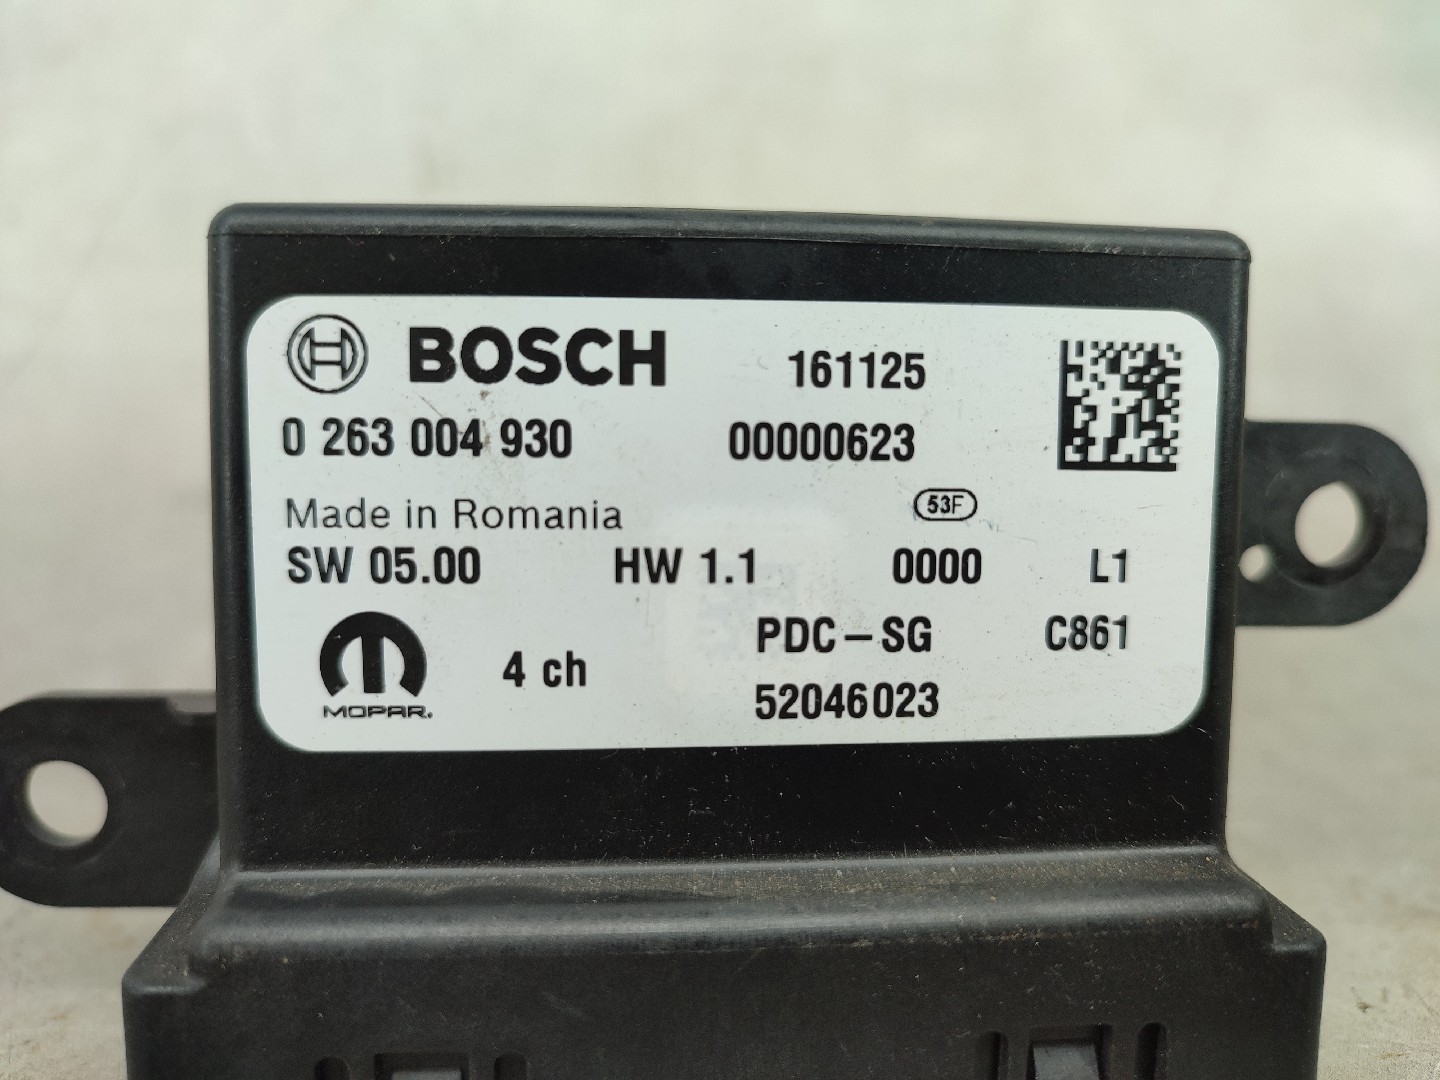 BOSCH 161125
0 263 004 930 00000623
Made in Romania 53F
SW 05.00 HW 1.1 0000 L1
PDC-SG C861
4 ch
MOPAR. 52046023